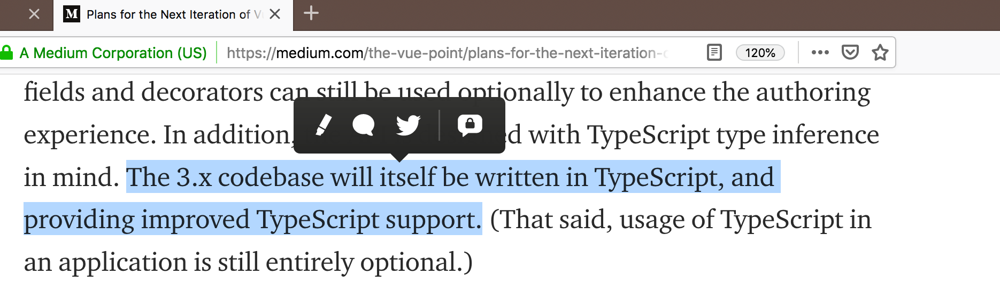 M Plans for the Next Iteration of V
A Medium Corporation (US) https://medium.com/the-vue-point/plans-for-the-next-iteration- 120%
fields and decorators can still be used optionally to enhance the authoring
experience. In addition, with TypeScript type inference
in mind. The 3.x codebase will itself be written in TypeScript, and
providing improved TypeScript support. (That said, usage of TypeScript in
an application is still entirely optional.)